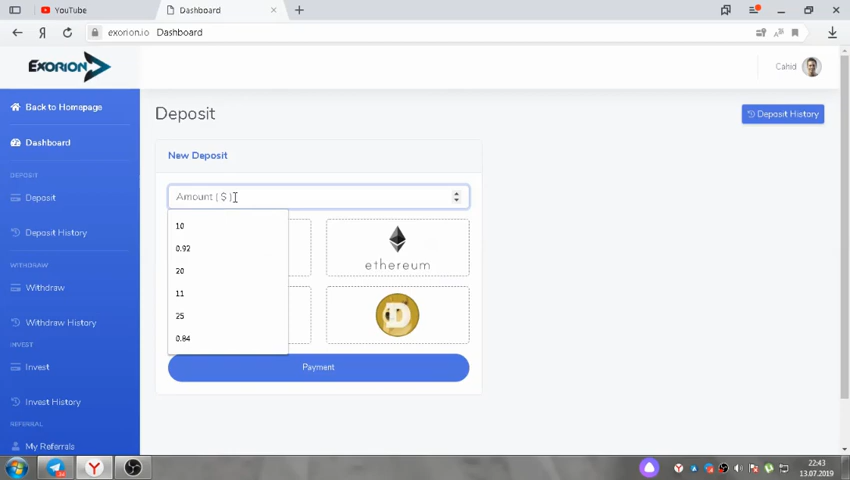 YouTube
Dashboard
exorion.io Dashboard
EXORION
Cahid
Back to Homepage
Dashboard
DEPOSIT
Deposit
Deposit History
WITHDRAW
Withdraw
Withdraw History
INVEST
Invest
Invest History
REFERRAL
My Referrals
Deposit
Deposit History
New Deposit
Amount ( $ )
10
0.92
20
11
25
0.84
ethereum
Payment
22:43
13.07.2019